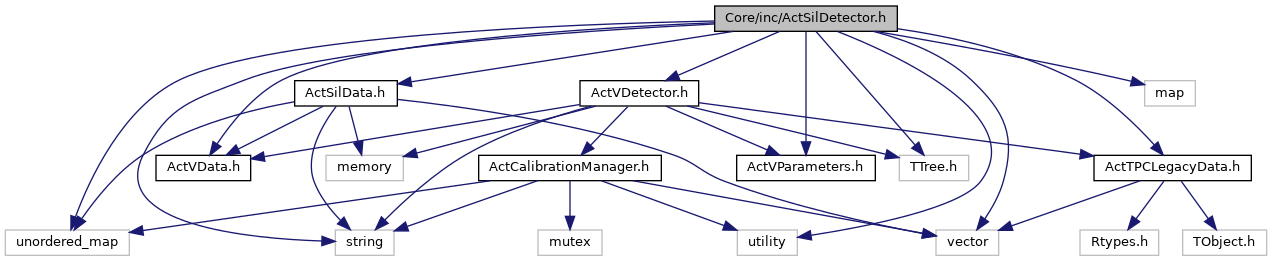 Core/inc/ActSilDetector.h
ActSilData.h
ActVDetector.h
map
ActVData.h
memory
ActCalibrationManager.h
ActVParameters.h
TTree.h
ActTPCLegacyData.h
unordered_map
string
mutex
utility
vector
Rtypes.h
TObject.h